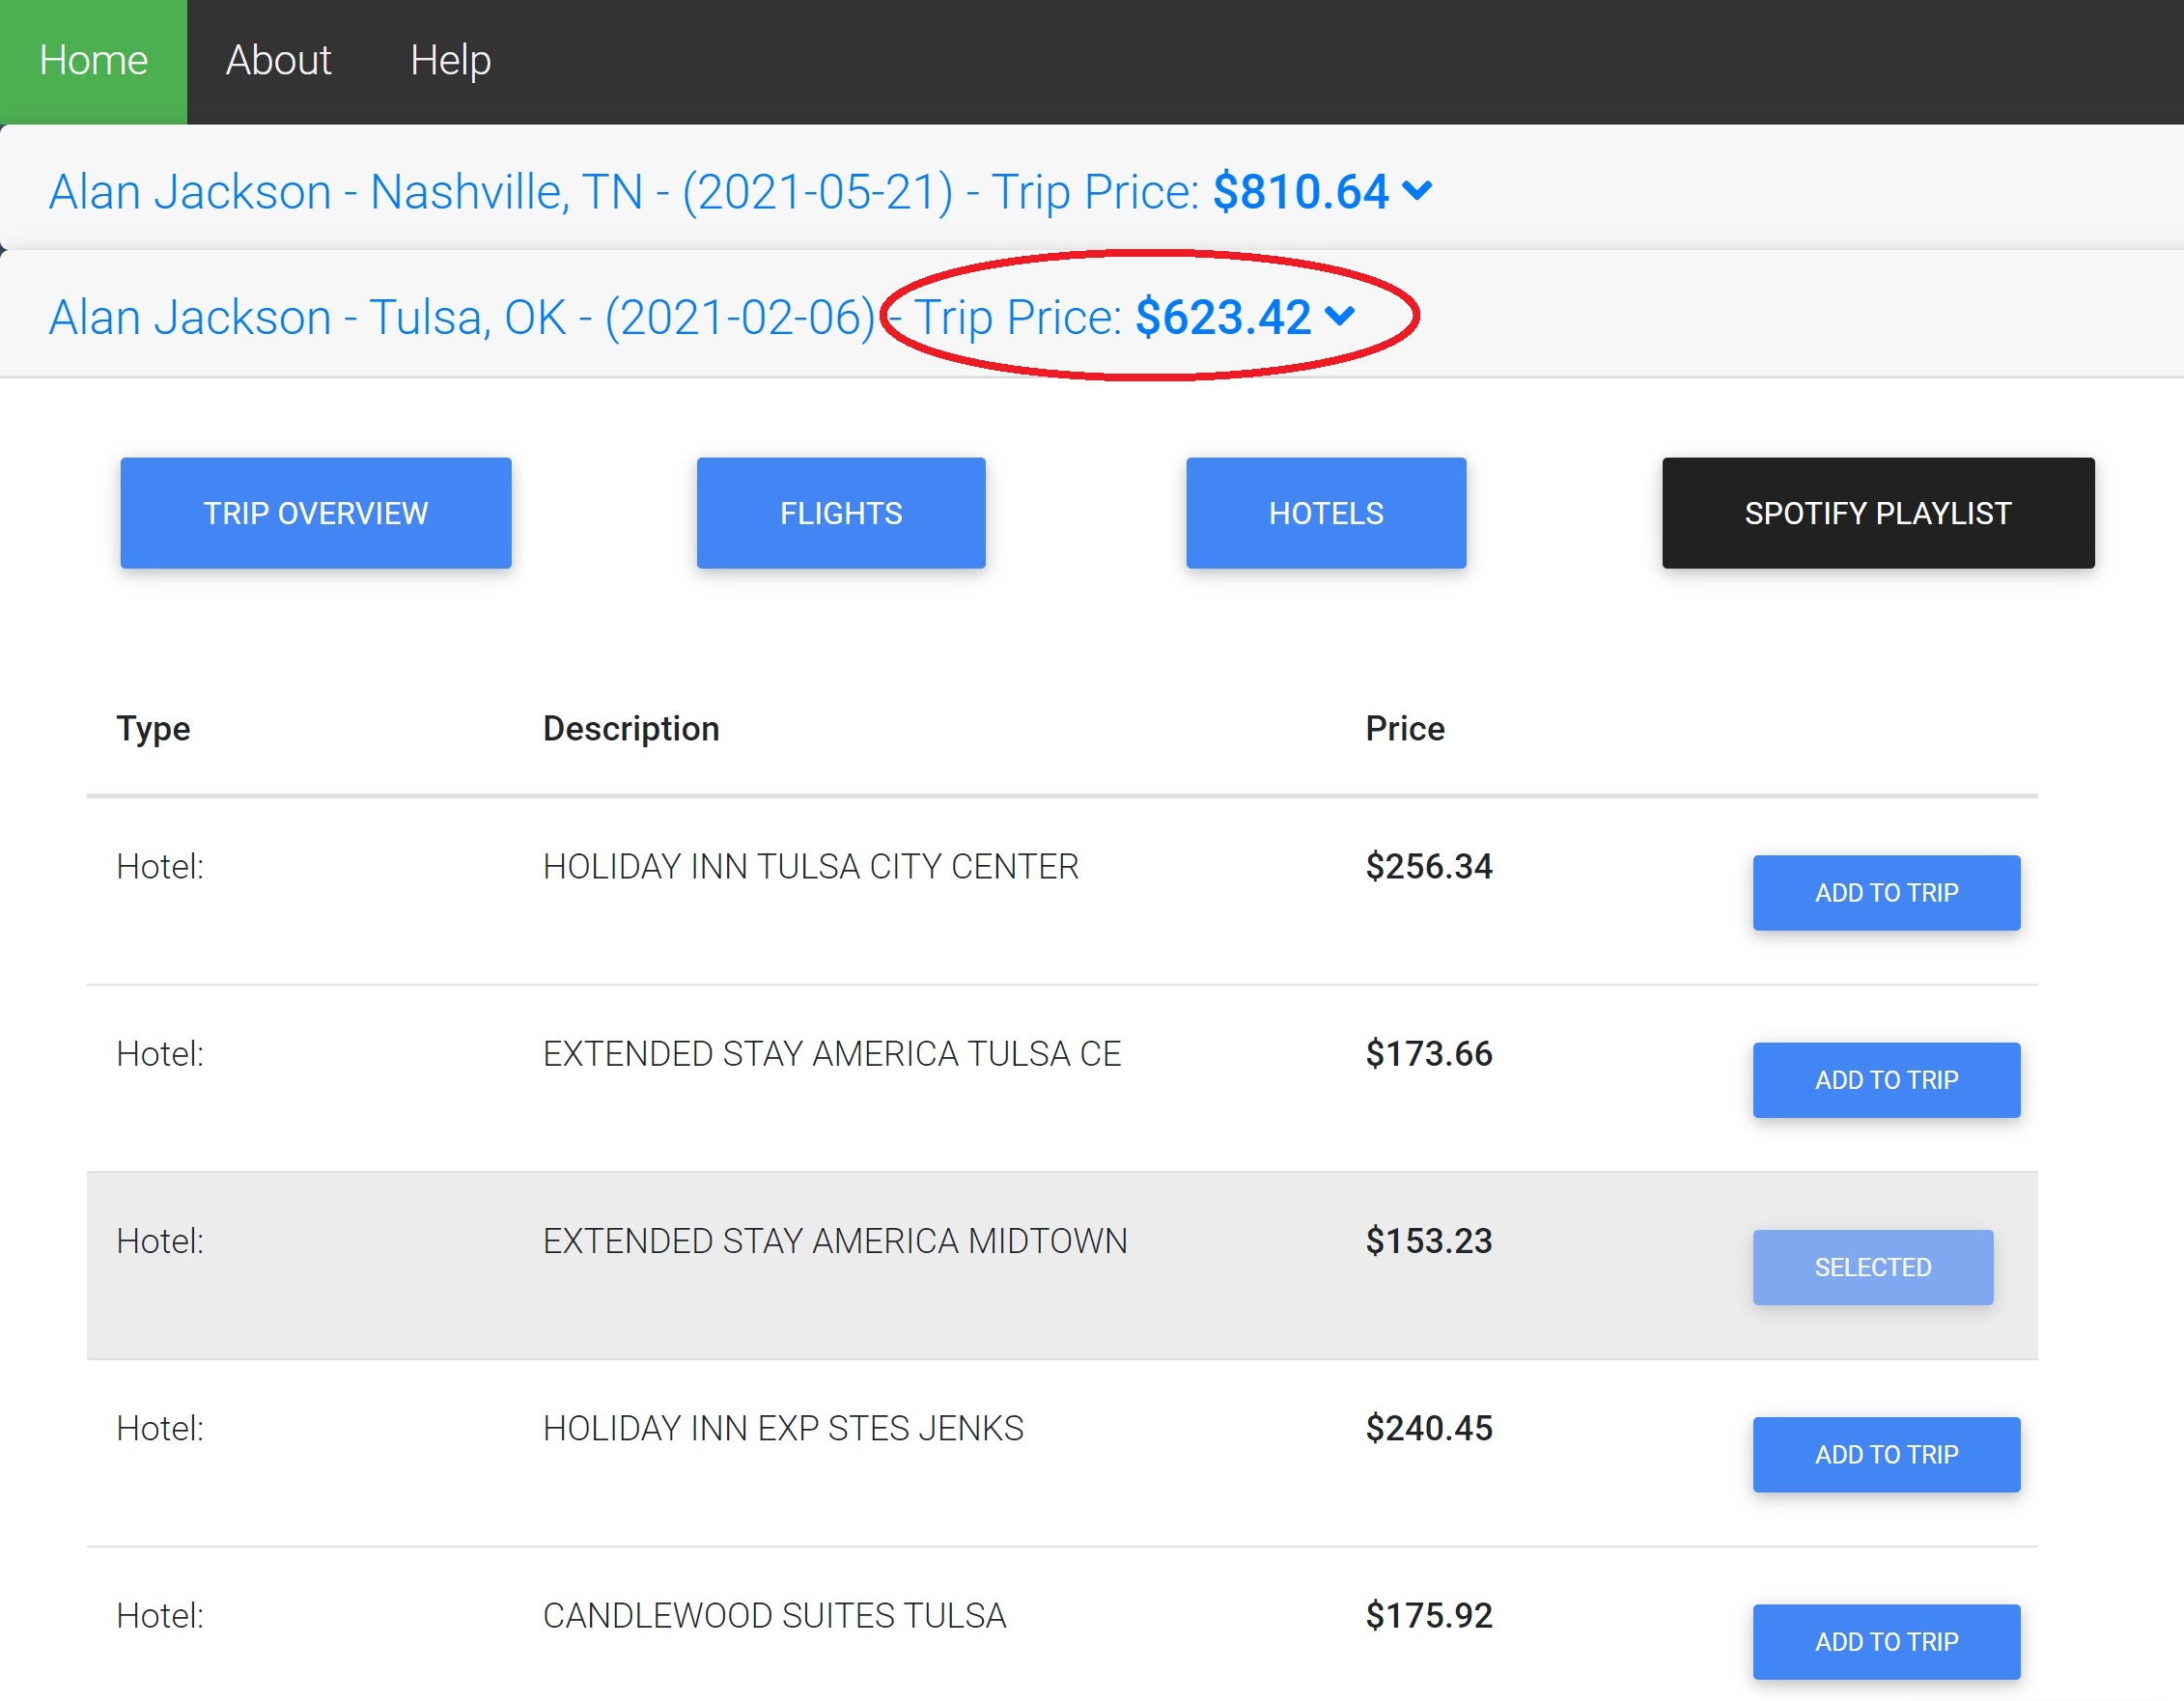 Home About Help
Alan Jackson - Nashville, TN - (2021-05-21) - Trip Price: $810.64
Alan Jackson - Tulsa, OK - (2021-02-06) - Trip Price: $623.42
TRIP OVERVIEW FLIGHTS HOTELS SPOTIFY PLAYLIST
Type Description Price
Hotel: HOLIDAY INN TULSA CITY CENTER $256.34 ADD TO TRIP
Hotel: EXTENDED STAY AMERICA TULSA CE $173.66 ADD TO TRIP
Hotel: EXTENDED STAY AMERICA MIDTOWN $153.23 SELECTED
Hotel: HOLIDAY INN EXP STES JENKS $240.45 ADD TO TRIP
Hotel: CANDLEWOOD SUITES TULSA $175.92 ADD TO TRIP